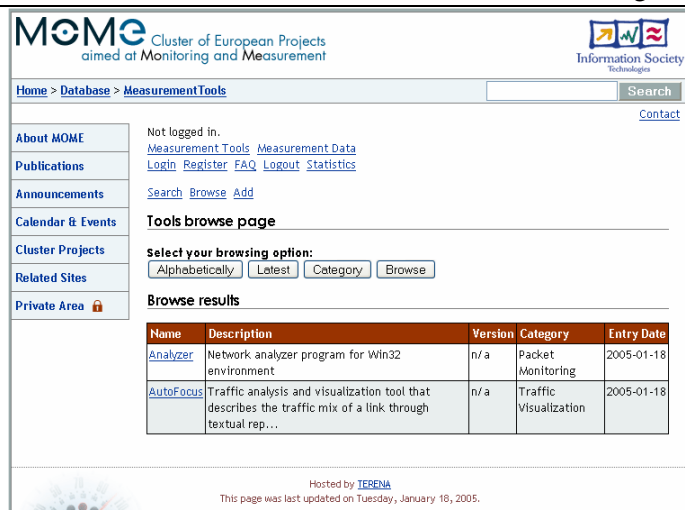 MOME Cluster of European Projects
aimed at Monitoring and Measurement
Information Society
Technologies
Home > Database > MeasurementTools
Search
Contact
About MOME
Publications
Announcements
Calendar & Events
Cluster Projects
Related Sites
Private Area
Not logged in.
Measurement Tools Measurement Data
Login Register FAQ Logout Statistics
Search Browse Add
Tools browse page
Select your browsing option:
Alphabetically Latest Category Browse
Browse results
Name Description Version Category Entry Date
Analyzer Network analyzer program for Win32 n/a Packet 2005-01-18
environment Monitoring
AutoFocus Traffic analysis and visualization tool that n/a Traffic 2005-01-18
describes the traffic mix of a link through Visualization
textual rep...
Hosted by TERENA
This page was last updated on Tuesday, January 18, 2005.